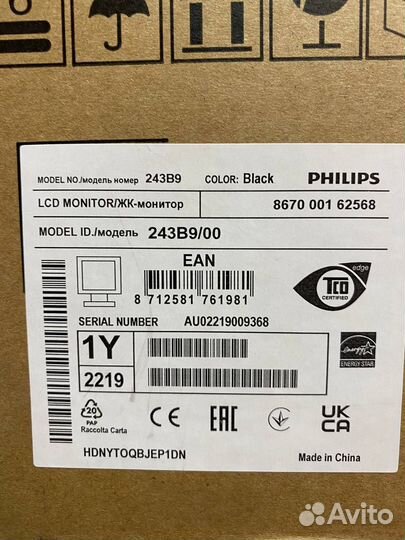 MODEL NO./модель номер 243B9 COLOR: Black PHILIPS
LCD MONITOR/ЖК-монитор 8670 001 62568
MODEL ID./модель 243B9/00
EAN
8 712581 761981
edge
TCO
CERTIFIED
SERIAL NUMBER AU02219009368
1Y
2219
energy
ENERGY STAR
20
PAP
Raccolta Carta
CE EAC UK CA
HDNYTOQBJEP1DN Made in China
Avito